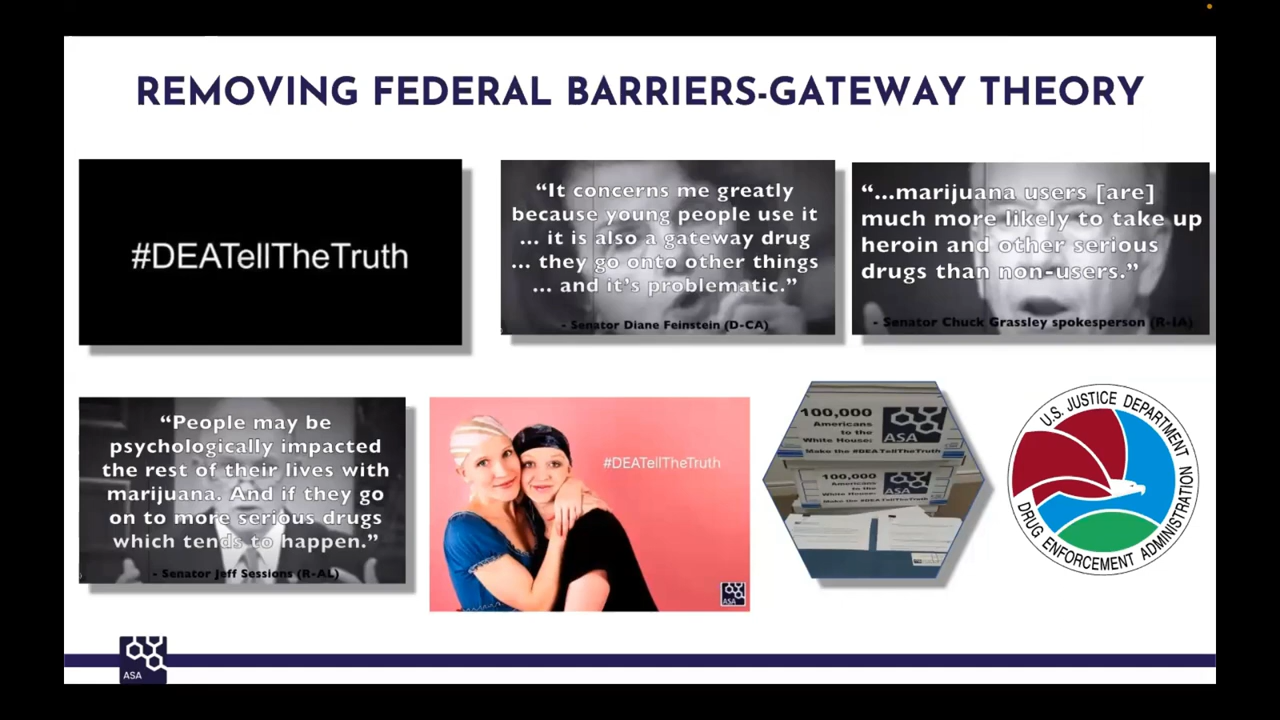 REMOVING FEDERAL BARRIERS-GATEWAY THEORY
#DEATellTheTruth
“It concerns me greatly
because young people use it
... it is also a gateway drug
... they go onto other things
... and it’s problematic.”
- Senator Diane Feinstein (D-CA)
“...marijuana users [are]
much more likely to take up
heroin and other serious
drugs than non-users.”
- Senator Chuck Grassley spokesperson (R-IA)
“People may be
psychologically impacted
the rest of their lives with
marijuana. And if they go
on to more serious drugs
which tends to happen.”
- Senator Jeff Sessions (R-AL)
#DEATellTheTruth
ASA
100,000
Americans
to the
White House:
ASA
Make the #DEATellTheTruth
100,000
Americans
to the
White House:
ASA
Make the #DEATellTheTruth
U.S. JUSTICE DEPARTMENT
DRUG ENFORCEMENT ADMINISTRATION
ASA